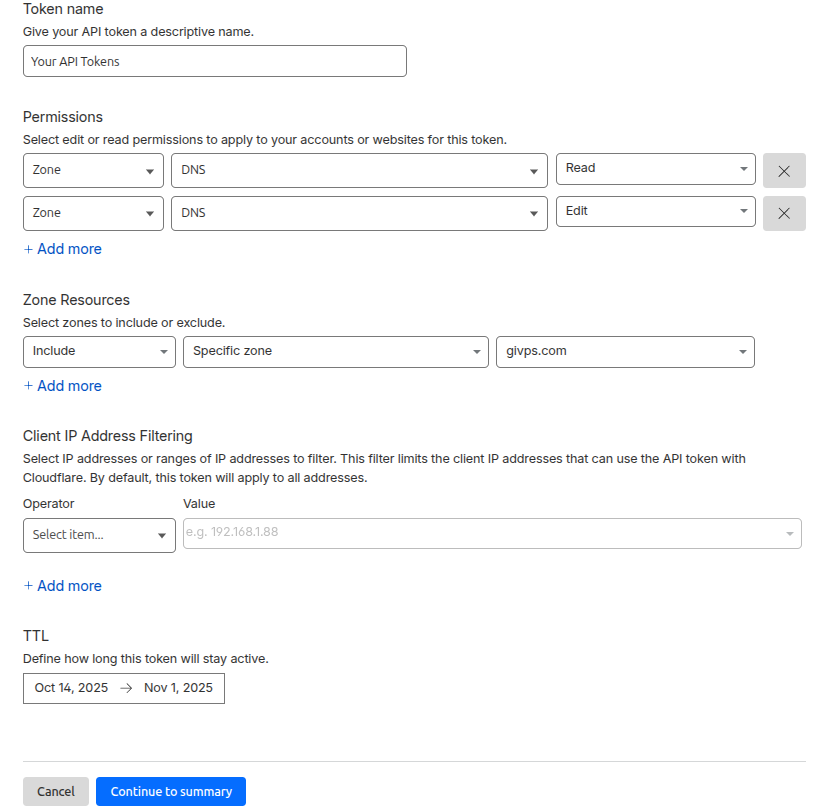 Token name
Give your API token a descriptive name.
Your API Tokens
Permissions
Select edit or read permissions to apply to your accounts or websites for this token.
Zone DNS Read
Zone DNS Edit
+ Add more
Zone Resources
Select zones to include or exclude.
Include Specific zone givps.com
+ Add more
Client IP Address Filtering
Select IP addresses or ranges of IP addresses to filter. This filter limits the client IP addresses that can use the API token with
Cloudflare. By default, this token will apply to all addresses.
Operator Value
Select item... e.g. 192.168.1.88
+ Add more
TTL
Define how long this token will stay active.
Oct 14, 2025 → Nov 1, 2025
Cancel Continue to summary